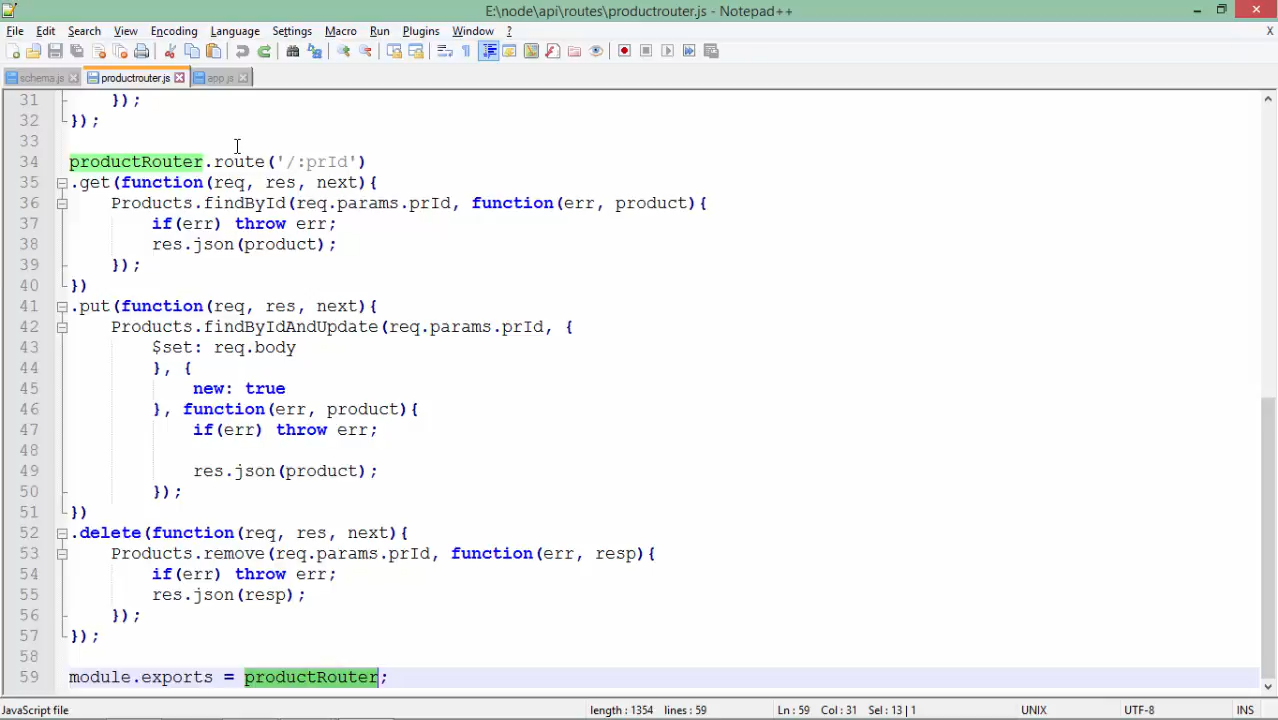 E:\node\api\routes\productrouter.js - Notepad++
File Edit Search View Encoding Language Settings Macro Run Plugins Window ? X
schema.js productrouter.js app.js
31 });
32 });
33
34 productRouter.route('/:prId')
35 .get(function(req, res, next){
36 Products.findById(req.params.prId, function(err, product){
37 if(err) throw err;
38 res.json(product);
39 });
40 })
41 .put(function(req, res, next){
42 Products.findByIdAndUpdate(req.params.prId, {
43 $set: req.body
44 }, {
45 new: true
46 }, function(err, product){
47 if(err) throw err;
48
49 res.json(product);
50 });
51 })
52 .delete(function(req, res, next){
53 Products.remove(req.params.prId, function(err, resp){
54 if(err) throw err;
55 res.json(resp);
56 });
57 });
58
59 module.exports = productRouter;
JavaScript file length : 1354 lines : 59 Ln : 59 Col : 31 Sel : 13 | 1 UNIX UTF-8 INS